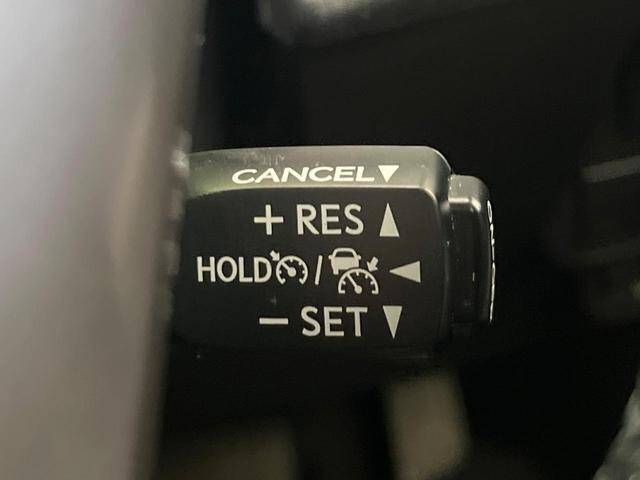 CANCEL▼
+ RES ▲
HOLD / ◀
− SET ▼